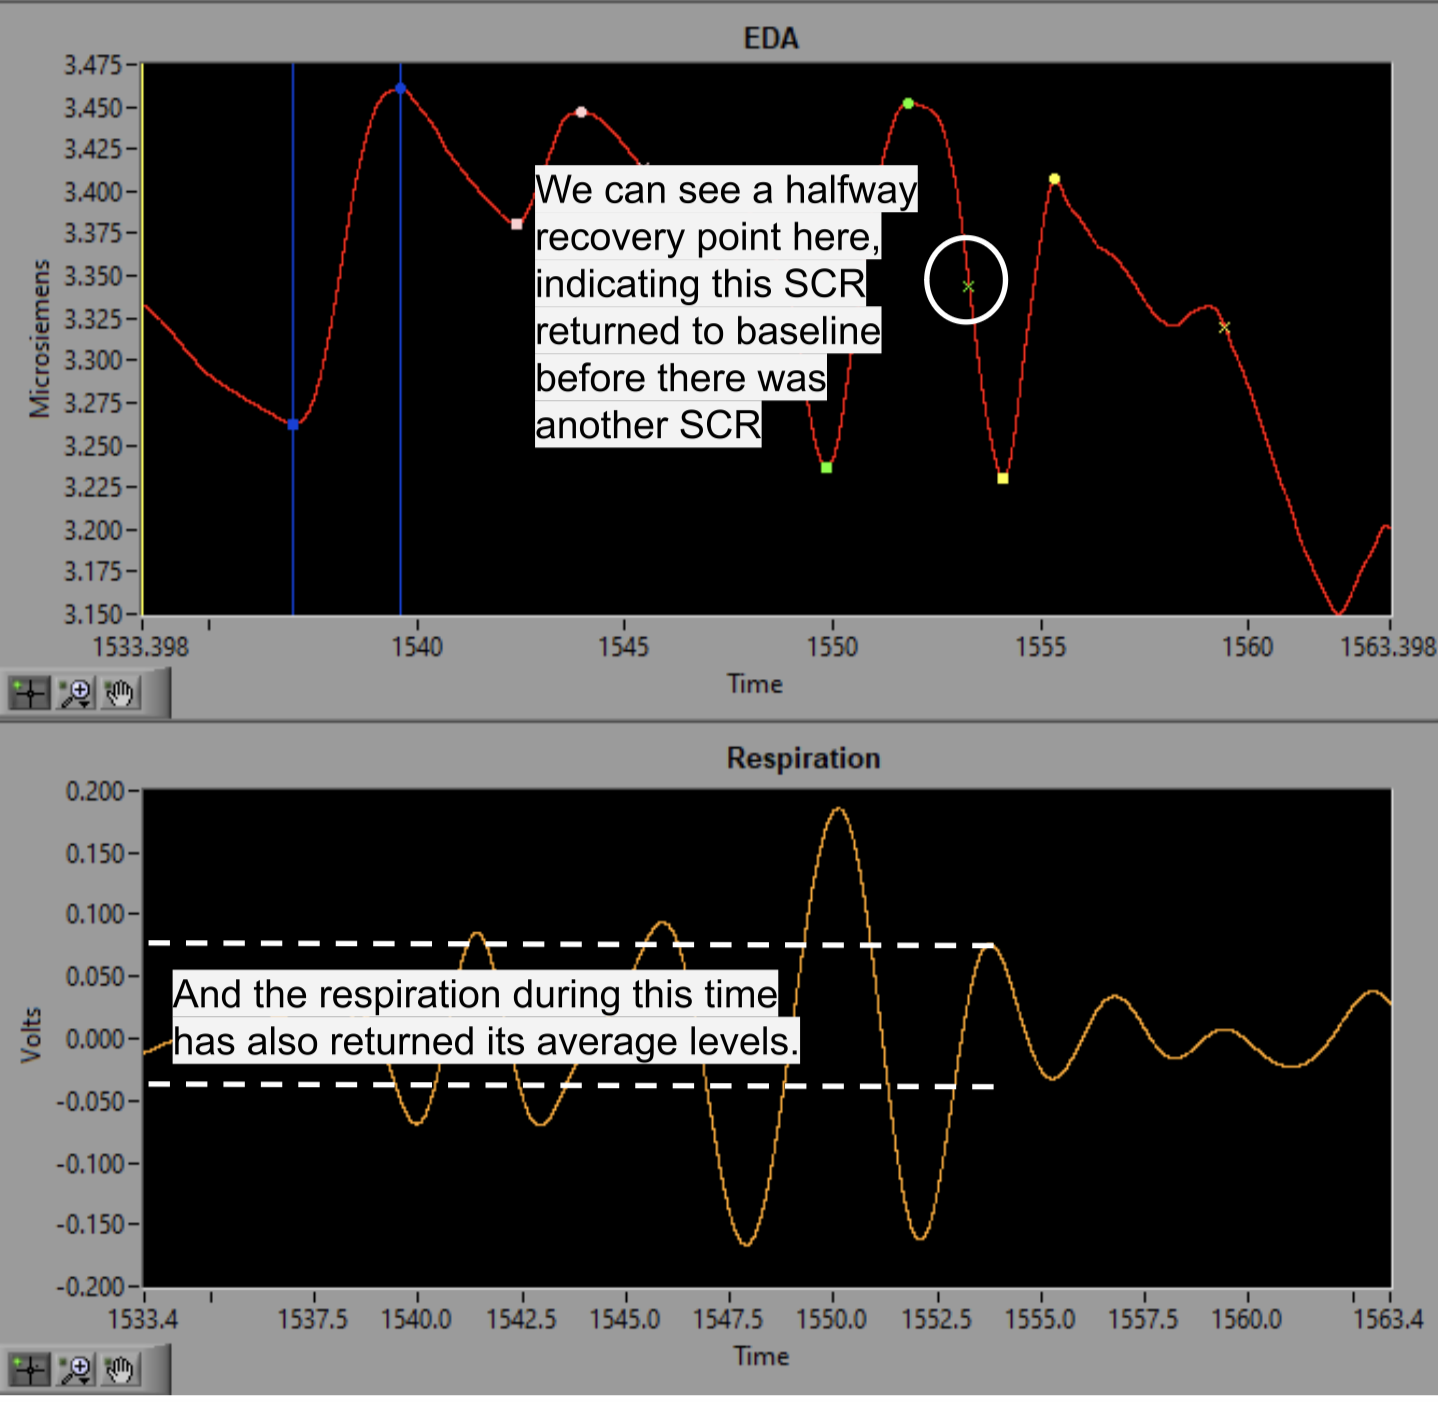 EDA
3.475
3.450
3.425
3.400
3.375
3.350
3.325
3.300
3.275
3.250
3.225
3.200
3.175
3.150
Microsiemens
We can see a halfway
recovery point here,
indicating this SCR
returned to baseline
before there was
another SCR
1533.398 1540 1545 1550 1555 1560 1563.398
Time
Respiration
0.200
0.150
0.100
0.050
0.000
-0.050
-0.100
-0.150
-0.200
Volts
And the respiration during this time
has also returned its average levels.
1533.4 1537.5 1540.0 1542.5 1545.0 1547.5 1550.0 1552.5 1555.0 1557.5 1560.0 1563.4
Time